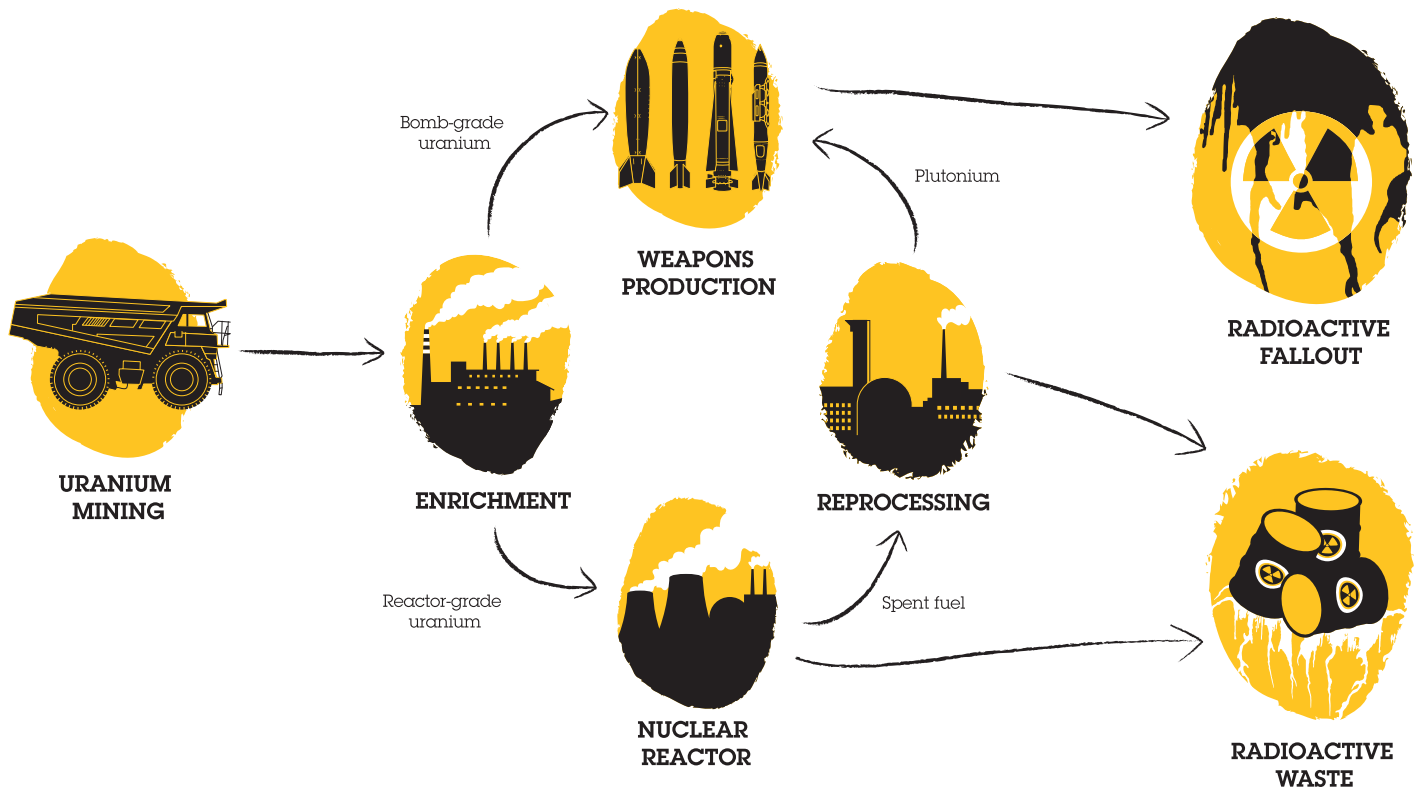 Bomb-grade
uranium
Plutonium
WEAPONS
PRODUCTION
RADIOACTIVE
FALLOUT
URANIUM
MINING
ENRICHMENT
REPROCESSING
Reactor-grade
uranium
Spent fuel
NUCLEAR
REACTOR
RADIOACTIVE
WASTE